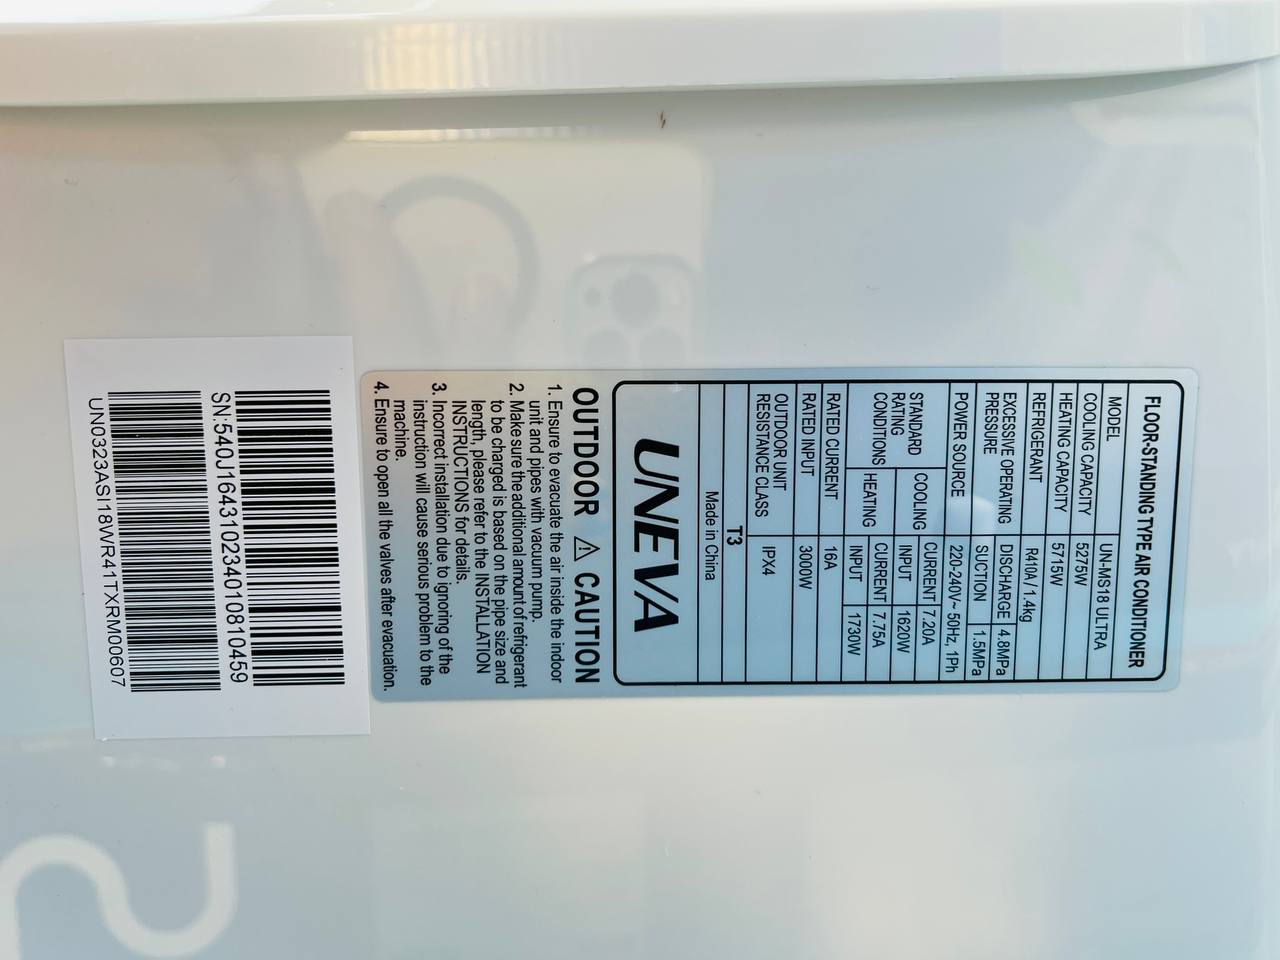 FLOOR-STANDING TYPE AIR CONDITIONER
MODEL UN-MS18 ULTRA
COOLING CAPACITY 5275W
HEATING CAPACITY 5715W
REFRIGERANT R410A / 1.4kg
EXCESSIVE OPERATING PRESSURE DISCHARGE 4.8MPa
SUCTION 1.5MPa
POWER SOURCE 220-240V~ 50Hz, 1Ph
STANDARD RATING CONDITIONS COOLING CURRENT 7.20A
INPUT 1620W
HEATING CURRENT 7.75A
INPUT 1730W
RATED CURRENT 16A
RATED INPUT 3000W
OUTDOOR UNIT RESISTANCE CLASS IPX4
T3
Made in China
UNEVA
OUTDOOR ⚠ CAUTION
1. Ensure to evacuate the air inside the indoor
unit and pipes with vacuum pump.
2. Make sure the additional amount of refrigerant
to be charged is based on the pipe size and
length, please refer to the INSTALLATION
INSTRUCTIONS for details.
3. Incorrect installation due to ignoring of the
instruction will cause serious problem to the
machine.
4. Ensure to open all the valves after evacuation.
SN:540J164310234010810459
UN0323ASI18WR41TXRM00607